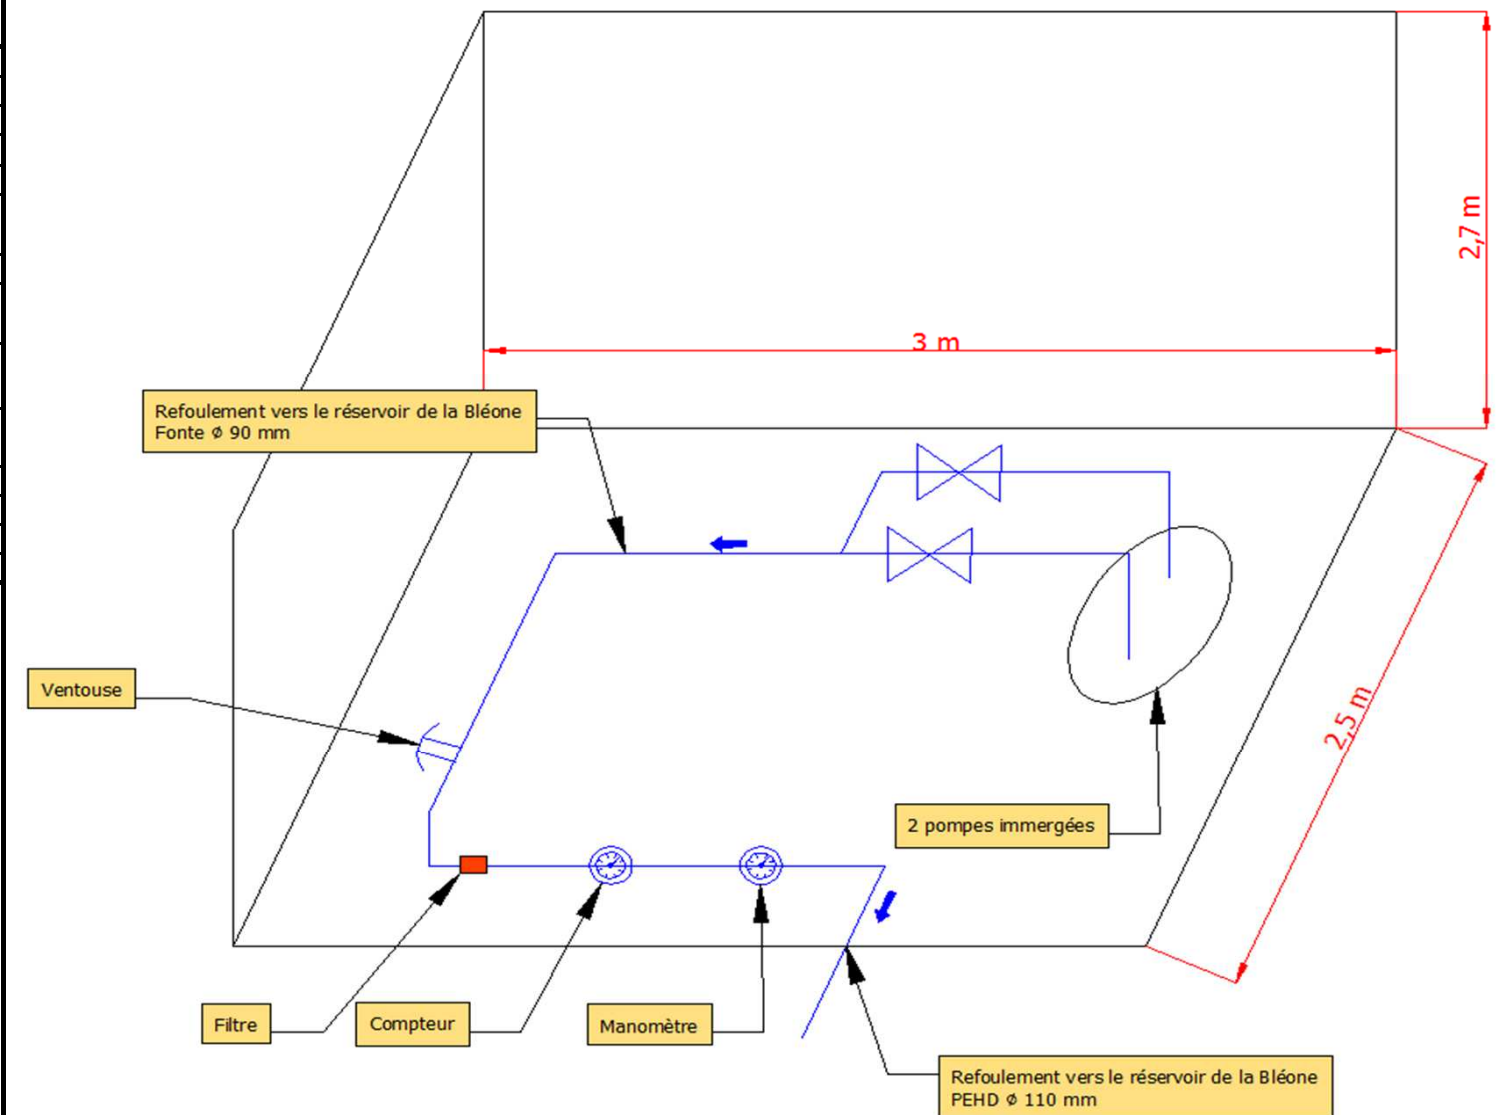 2,7 m
3 m
Refoulement vers le réservoir de la Bléone
Fonte ϕ 90 mm
Ventouse
2,5 m
2 pompes immergées
Filtre
Compteur
Manomètre
Refoulement vers le réservoir de la Bléone
PEHD ϕ 110 mm